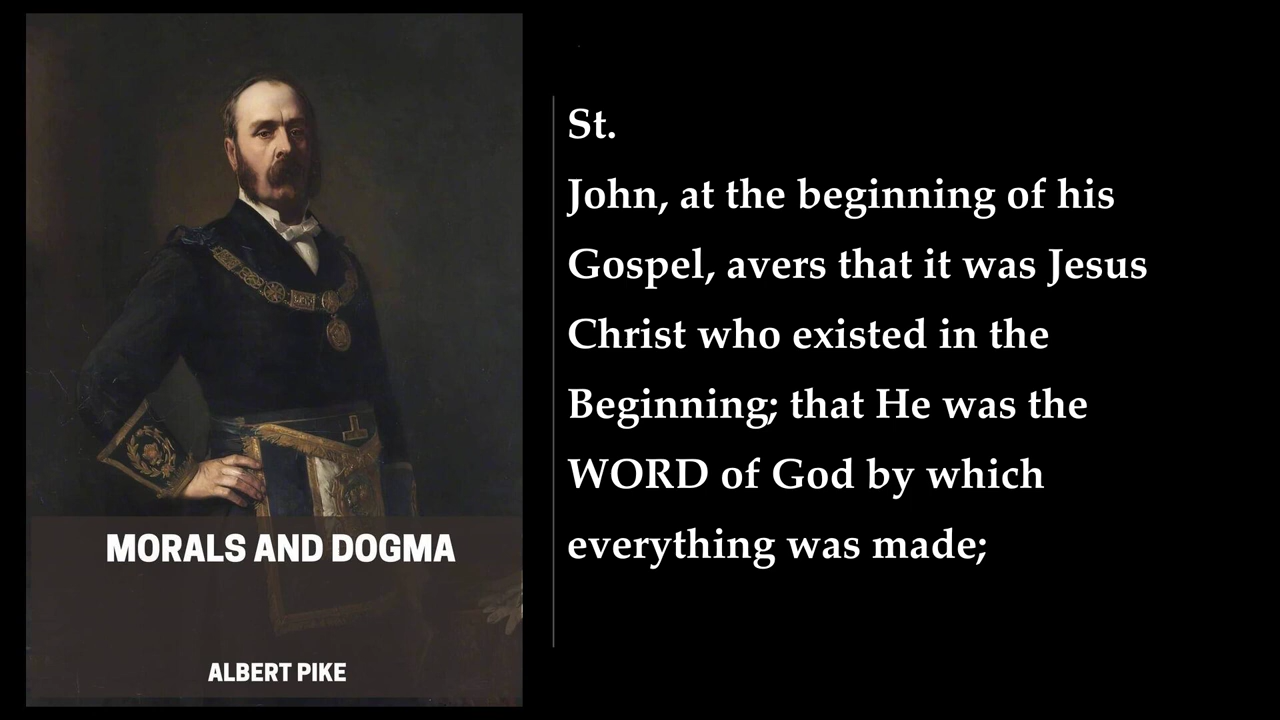 MORALS AND DOGMA
ALBERT PIKE
St.
John, at the beginning of his
Gospel, avers that it was Jesus
Christ who existed in the
Beginning; that He was the
WORD of God by which
everything was made;